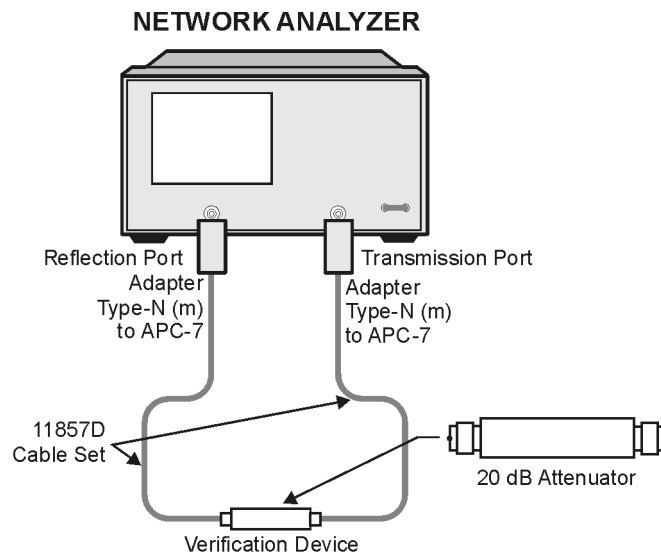 NETWORK ANALYZER
Reflection Port
Adapter
Type-N (m)
to APC-7
Transmission Port
Adapter
Type-N (m)
to APC-7
11857D
Cable Set
20 dB Attenuator
Verification Device